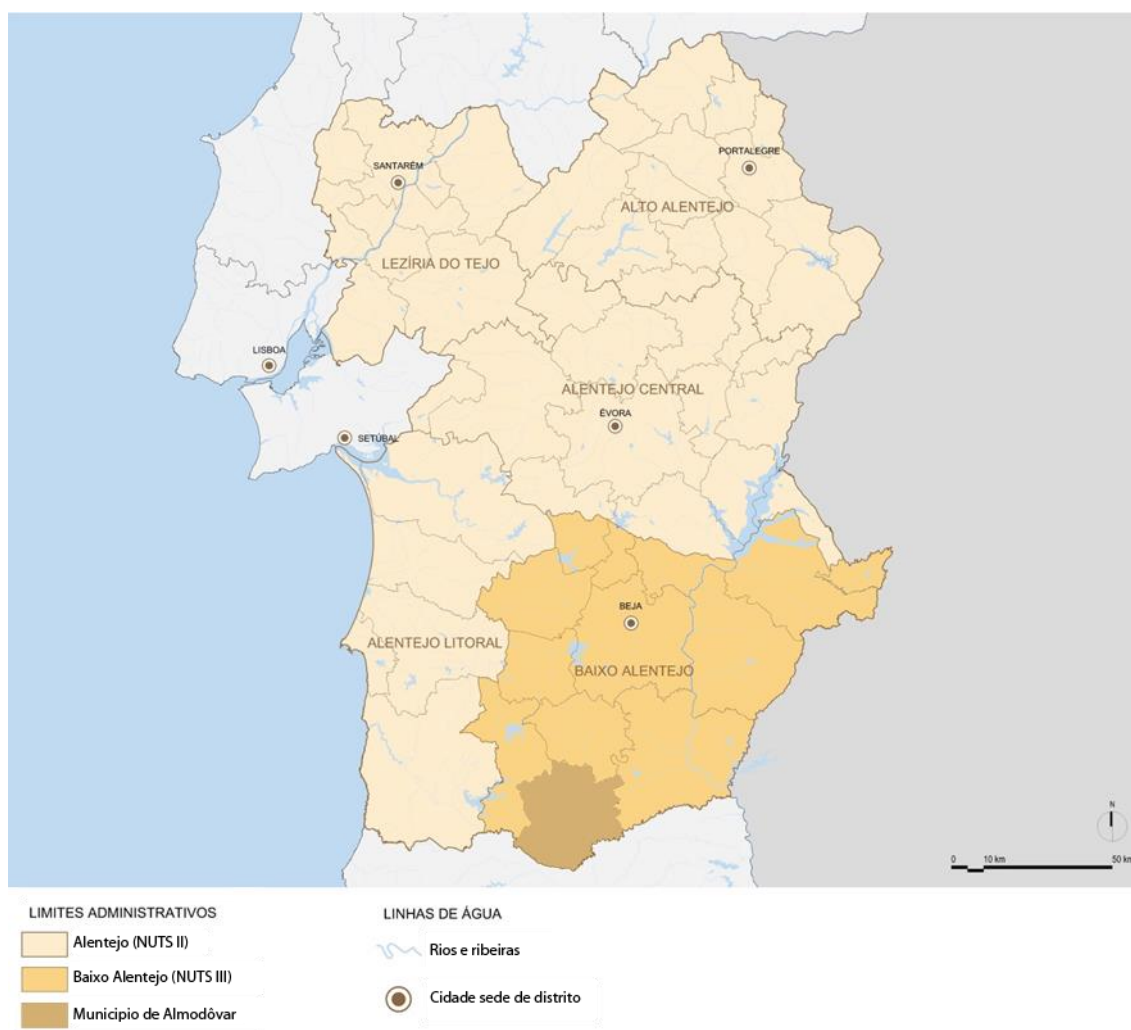 PORTALEGRE
SANTARÉM
ALTO ALENTEJO
LEZÍRIA DO TEJO
LISBOA
ALENTEJO CENTRAL
ÉVORA
SETÚBAL
BEJA
ALENTEJO LITORAL
BAIXO ALENTEJO
N
0 10 km 50 km
LIMITES ADMINISTRATIVOS
Alentejo (NUTS II)
Baixo Alentejo (NUTS III)
Municipio de Almodôvar
LINHAS DE ÁGUA
Rios e ribeiras
Cidade sede de distrito